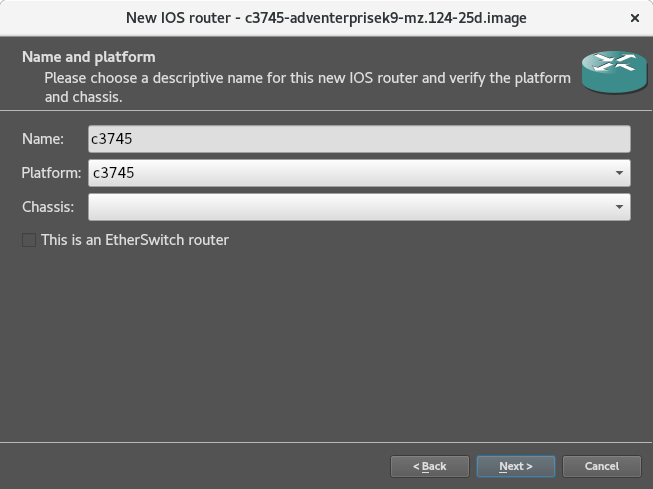 New IOS router - c3745-adventerprisek9-mz.124-25d.image
Name and platform
Please choose a descriptive name for this new IOS router and verify the platform
and chassis.
Name: c3745
Platform: c3745
Chassis:
This is an EtherSwitch router
< Back Next > Cancel